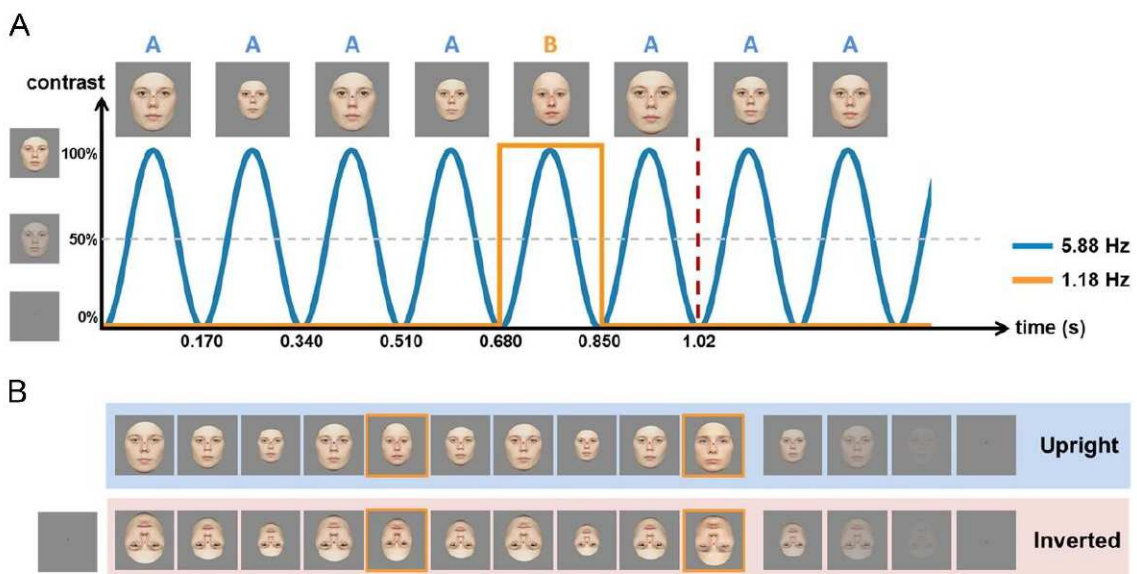 A
A A A A B A A A
contrast
100%
50%
0%
5.88 Hz
1.18 Hz
0.170 0.340 0.510 0.680 0.850 1.02
time (s)
B
Upright
Inverted